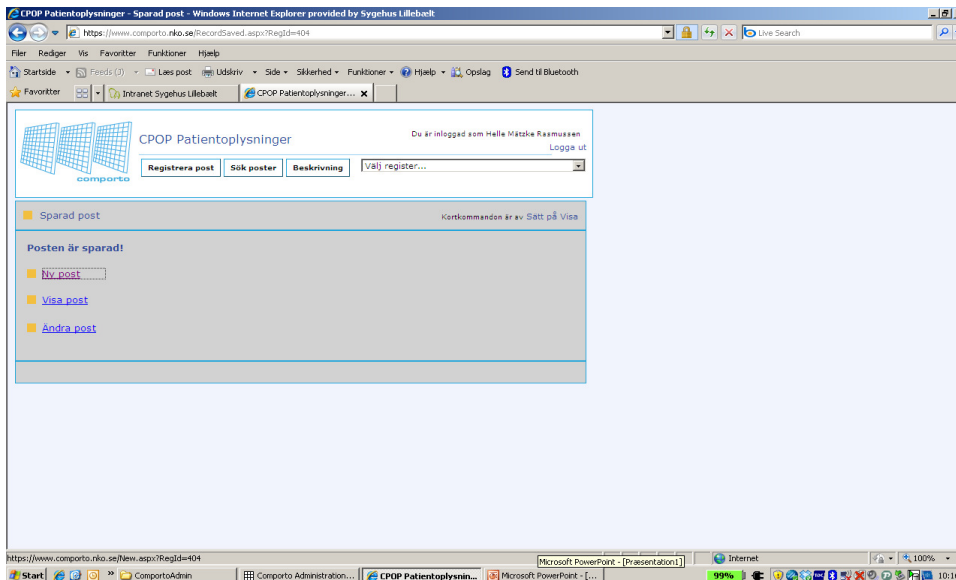 CPOP Patientoplysninger - Sparad post - Windows Internet Explorer provided by Sygehus Lillebælt
https://www.comporto.nko.se/RecordSaved.aspx?RegId=404
Live Search
Filer Rediger Vis Favoritter Funktioner Hjælp
Startside Feeds (J) Læs post Udskriv Side Sikkerhed Funktioner Hjælp Opslag Send til Bluetooth
Favoritter Intranet Sygehus Lillebælt CPOP Patientoplysninger...
CPOP Patientoplysninger
Du är inloggad som Helle Mätzke Rasmussen
Logga ut
comporto
Registrera post Sök poster Beskrivning Välj register...
Sparad post
Kortkommandon är av Sätt på Visa
Posten är sparad!
Ny post
Visa post
Ändra post
https://www.comporto.nko.se/New.aspx?RegId=404
Microsoft PowerPoint - [Præsentation1]
Internet
100%
Start ComportoAdmin Comporto Administration... CPOP Patientoplysnin... Microsoft PowerPoint - [... 99%